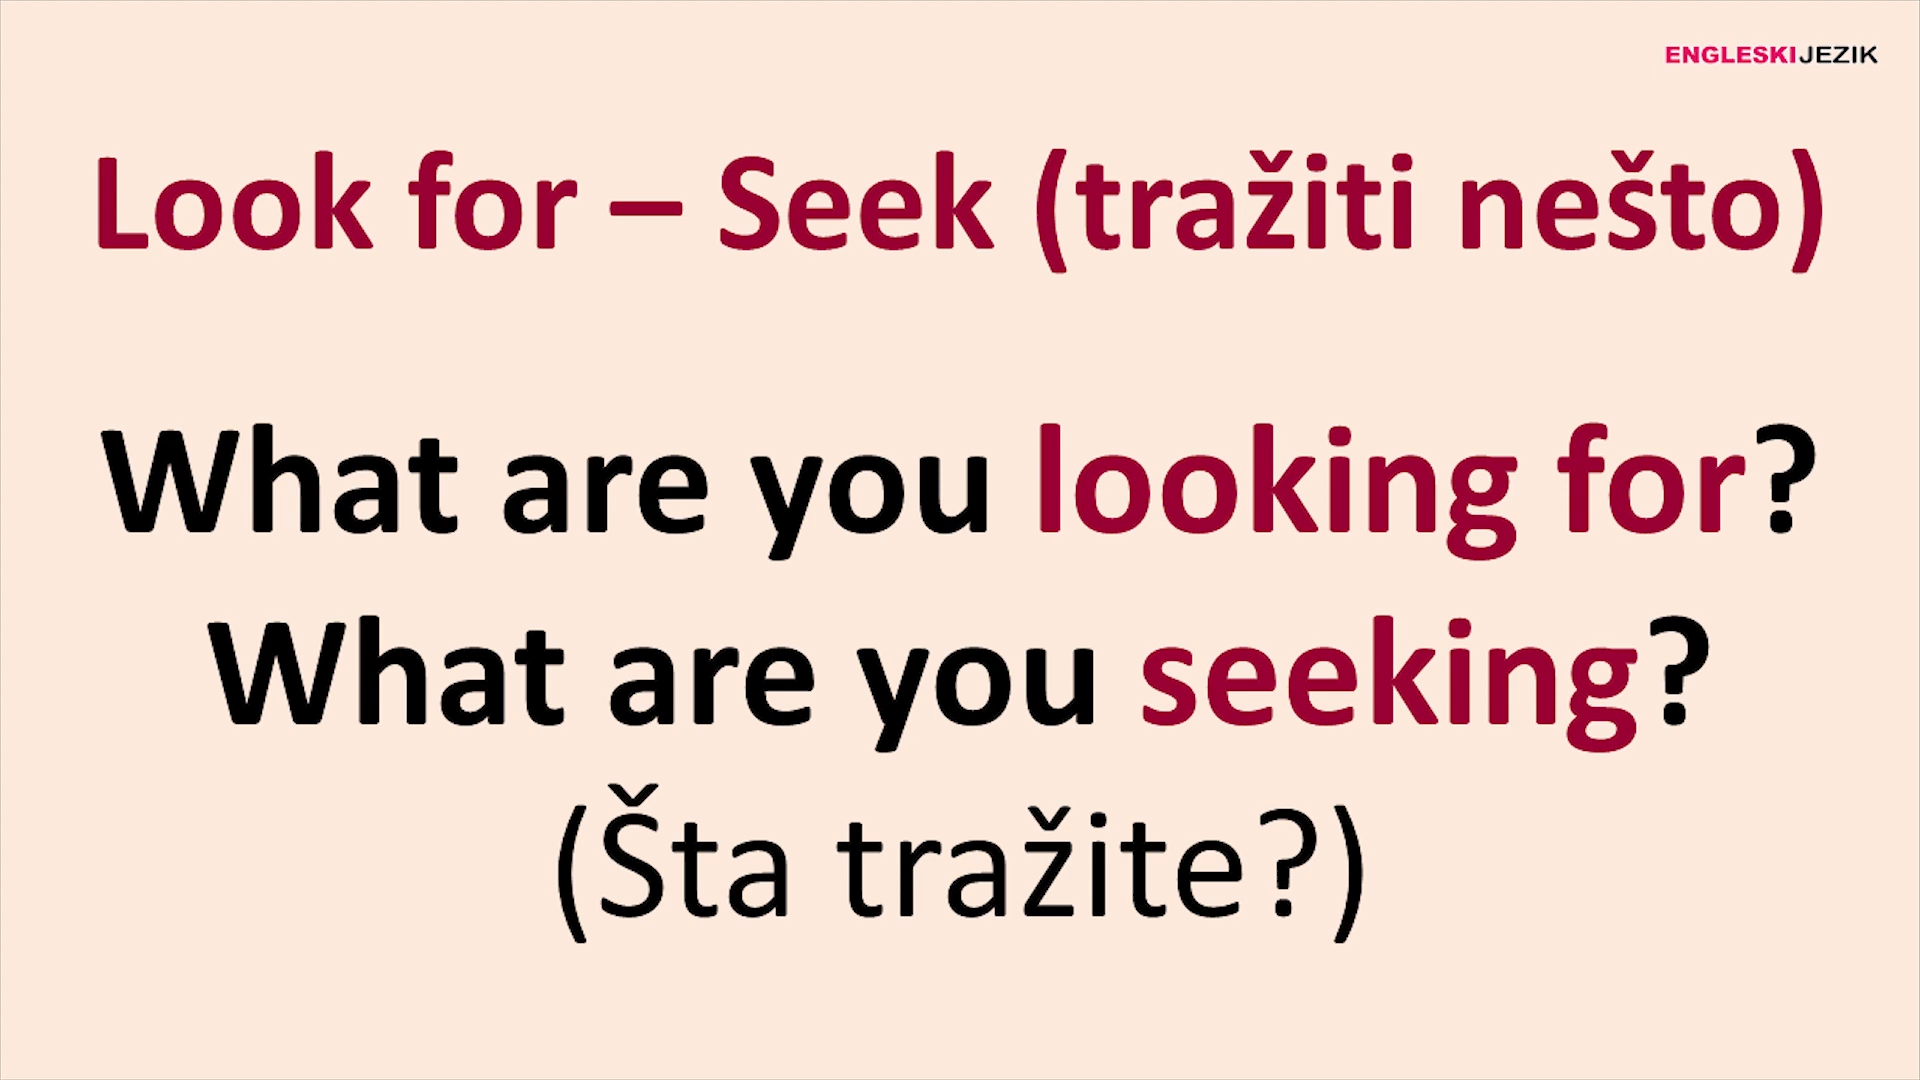 ENGLESKIJEZIK
Look for – Seek (tražiti nešto)
What are you looking for?
What are you seeking?
(Šta tražite?)